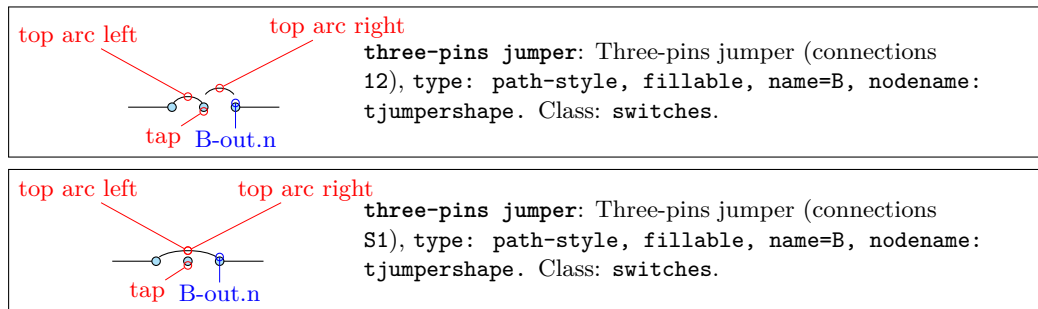 top arc left
top arc right
tap
B-out.n
three-pins jumper: Three-pins jumper (connections
12), type: path-style, fillable, name=B, nodename:
tjumpershape. Class: switches.
top arc left
top arc right
tap
B-out.n
three-pins jumper: Three-pins jumper (connections
S1), type: path-style, fillable, name=B, nodename:
tjumpershape. Class: switches.